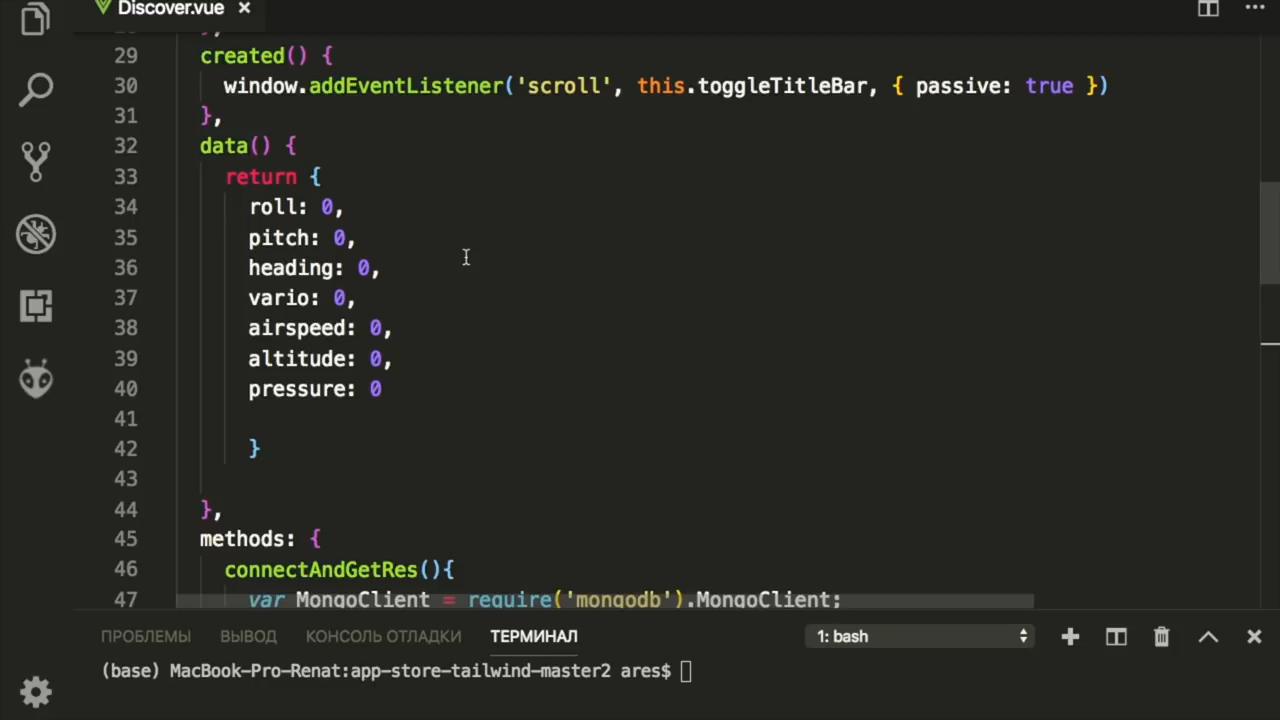 Discover.vue ×
29 created() {
30 window.addEventListener('scroll', this.toggleTitleBar, { passive: true })
31 },
32 data() {
33 return {
34 roll: 0,
35 pitch: 0,
36 heading: 0,
37 vario: 0,
38 airspeed: 0,
39 altitude: 0,
40 pressure: 0
41
42 }
43
44 },
45 methods: {
46 connectAndGetRes(){
47 var MongoClient = require('mongodb').MongoClient;
ПРОБЛЕМЫ ВЫВОД КОНСОЛЬ ОТЛАДКИ ТЕРМИНАЛ 1: bash
(base) MacBook-Pro-Renat:app-store-tailwind-master2 ares$